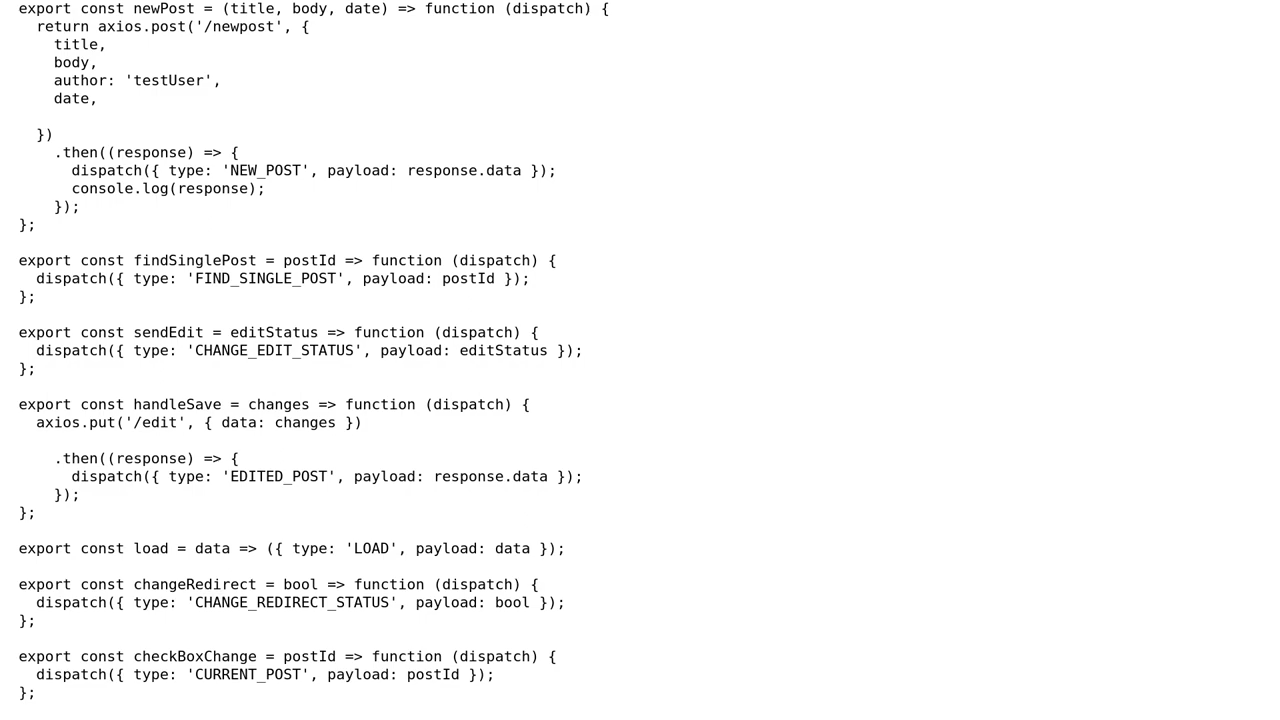 export const newPost = (title, body, date) => function (dispatch) {
  return axios.post('/newpost', {
    title,
    body,
    author: 'testUser',
    date,

  })
    .then((response) => {
      dispatch({ type: 'NEW_POST', payload: response.data });
      console.log(response);
    });
};

export const findSinglePost = postId => function (dispatch) {
  dispatch({ type: 'FIND_SINGLE_POST', payload: postId });
};

export const sendEdit = editStatus => function (dispatch) {
  dispatch({ type: 'CHANGE_EDIT_STATUS', payload: editStatus });
};

export const handleSave = changes => function (dispatch) {
  axios.put('/edit', { data: changes })

    .then((response) => {
      dispatch({ type: 'EDITED_POST', payload: response.data });
    });
};

export const load = data => ({ type: 'LOAD', payload: data });

export const changeRedirect = bool => function (dispatch) {
  dispatch({ type: 'CHANGE_REDIRECT_STATUS', payload: bool });
};

export const checkBoxChange = postId => function (dispatch) {
  dispatch({ type: 'CURRENT_POST', payload: postId });
};